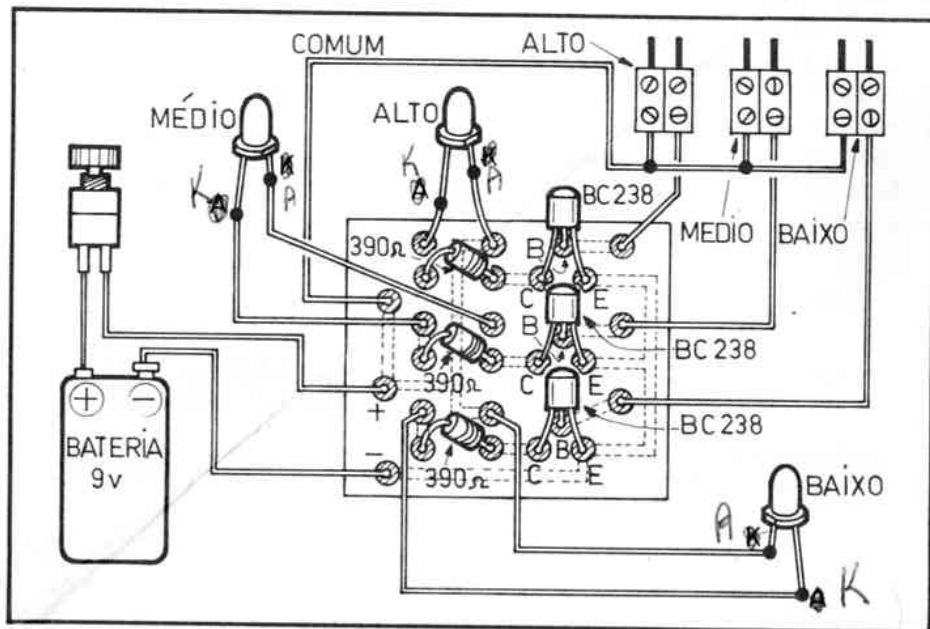 COMUM
ALTO
MÉDIO
ALTO
K
A
K
A
BC238
MEDIO
BAIXO
390Ω
B
C
E
B
BC238
390Ω
C
E
+
BC238
+
−
BATERIA
9v
−
390Ω
B
C
E
BAIXO
A
K
K